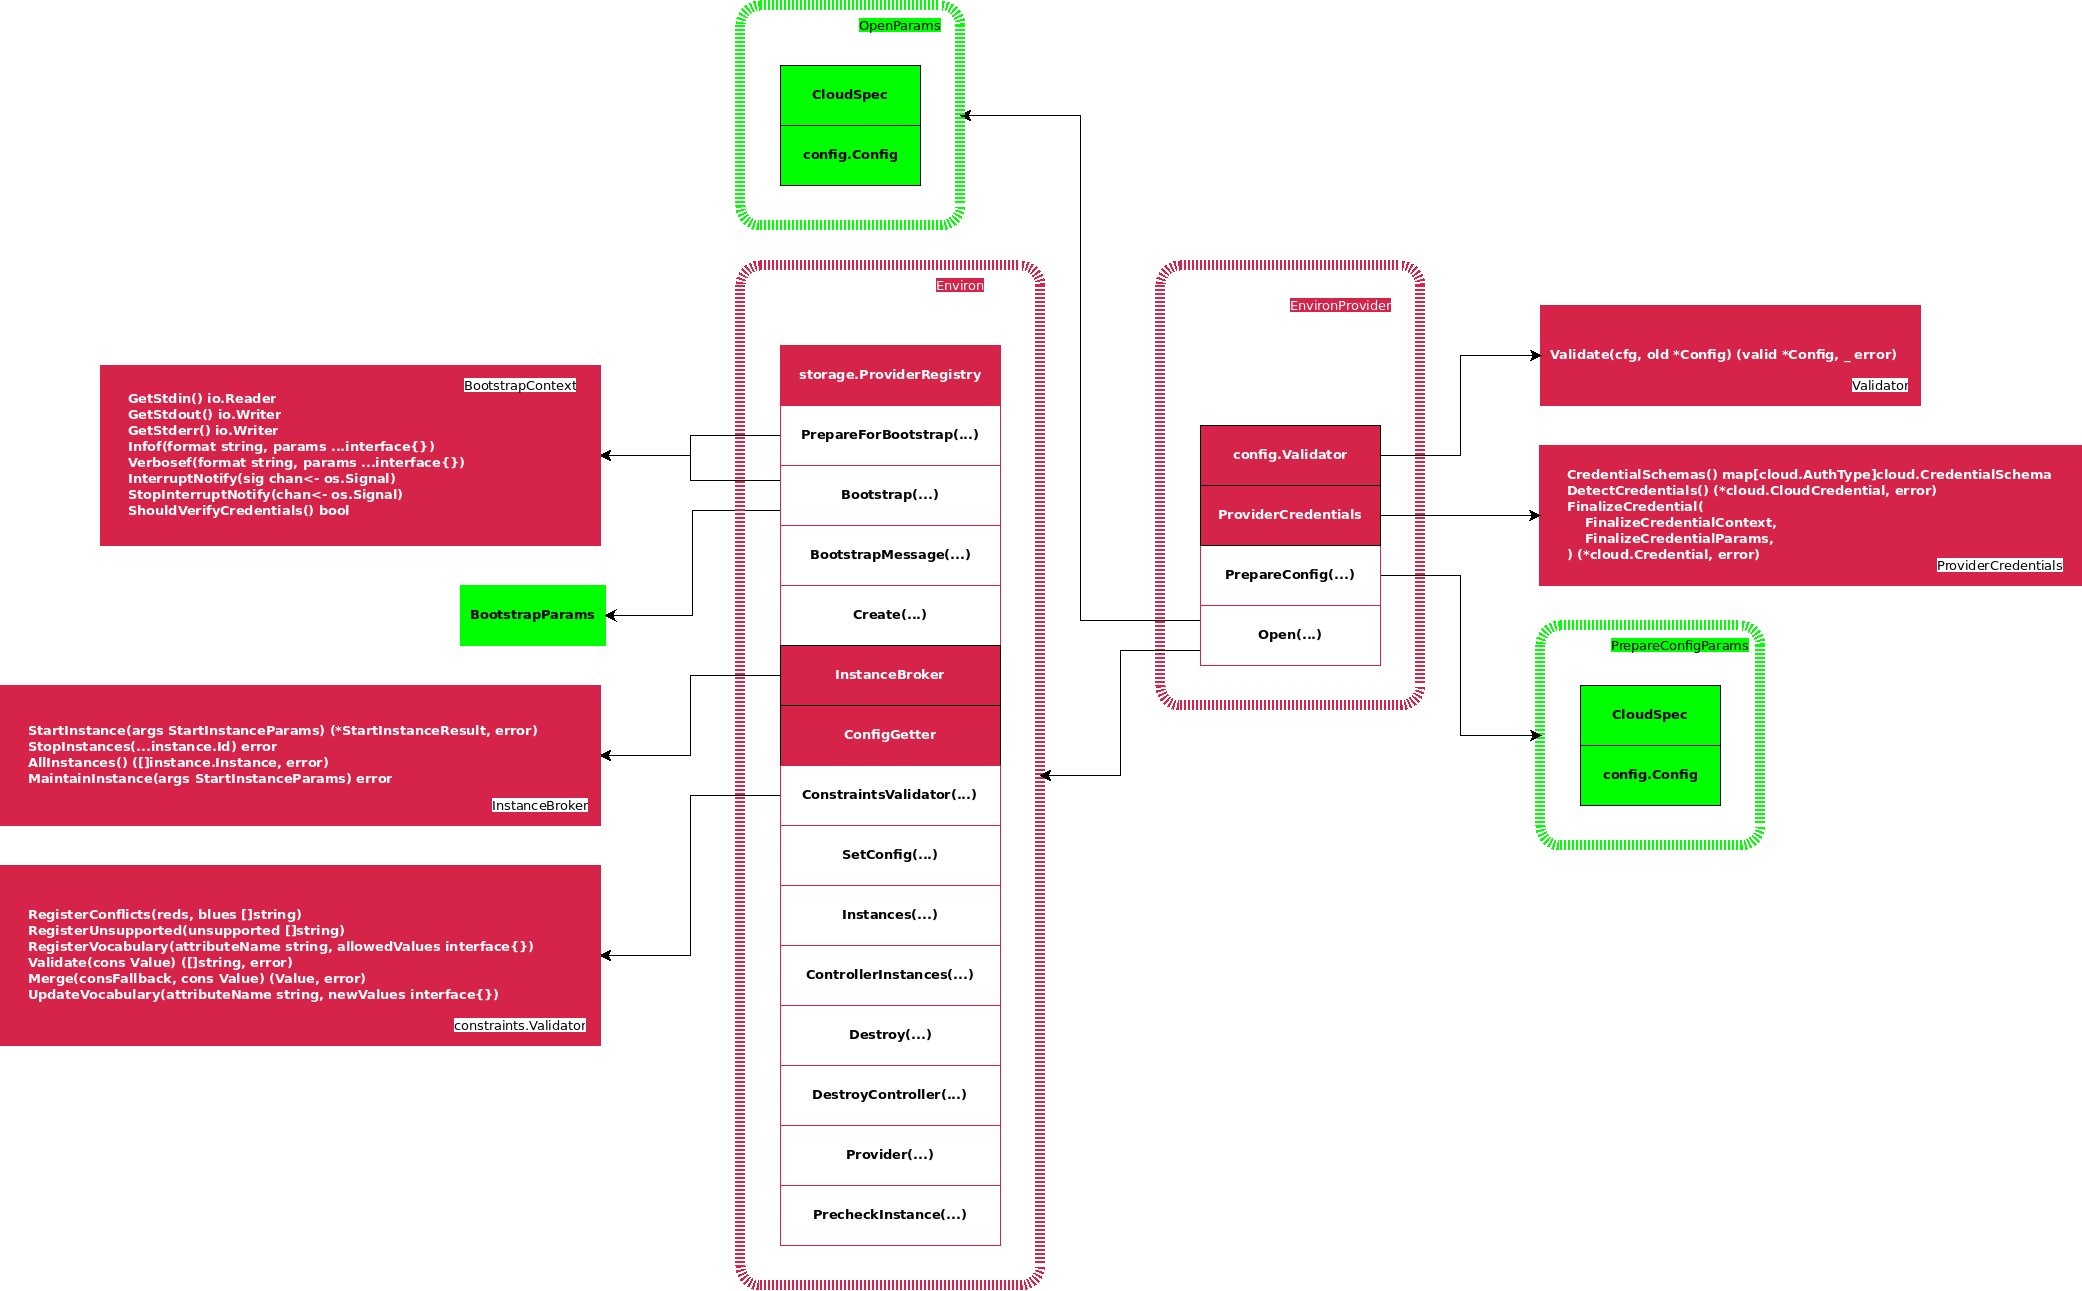 OpenParams
CloudSpec
config.Config
Environ
storage.ProviderRegistry
PrepareForBootstrap(...)
Bootstrap(...)
BootstrapMessage(...)
Create(...)
InstanceBroker
ConfigGetter
ConstraintsValidator(...)
SetConfig(...)
Instances(...)
ControllerInstances(...)
Destroy(...)
DestroyController(...)
Provider(...)
PrecheckInstance(...)
BootstrapContext
GetStdin() io.Reader
GetStdout() io.Writer
GetStderr() io.Writer
Infof(format string, params ...interface{})
Verbosef(format string, params ...interface{})
InterruptNotify(sig chan<- os.Signal)
StopInterruptNotify(chan<- os.Signal)
ShouldVerifyCredentials() bool
BootstrapParams
StartInstance(args StartInstanceParams) (*StartInstanceResult, error)
StopInstances(...instance.Id) error
AllInstances() ([]instance.Instance, error)
MaintainInstance(args StartInstanceParams) error
InstanceBroker
RegisterConflicts(reds, blues []string)
RegisterUnsupported(unsupported []string)
RegisterVocabulary(attributeName string, allowedValues interface{})
Validate(cons Value) ([]string, error)
Merge(consFallback, cons Value) (Value, error)
UpdateVocabulary(attributeName string, newValues interface{})
constraints.Validator
EnvironProvider
config.Validator
ProviderCredentials
PrepareConfig(...)
Open(...)
Validate(cfg, old *Config) (valid *Config, _ error)
Validator
CredentialSchemas() map[cloud.AuthType]cloud.CredentialSchema
DetectCredentials() (*cloud.CloudCredential, error)
FinalizeCredential(
FinalizeCredentialContext,
FinalizeCredentialParams,
) (*cloud.Credential, error)
ProviderCredentials
PrepareConfigParams
CloudSpec
config.Config